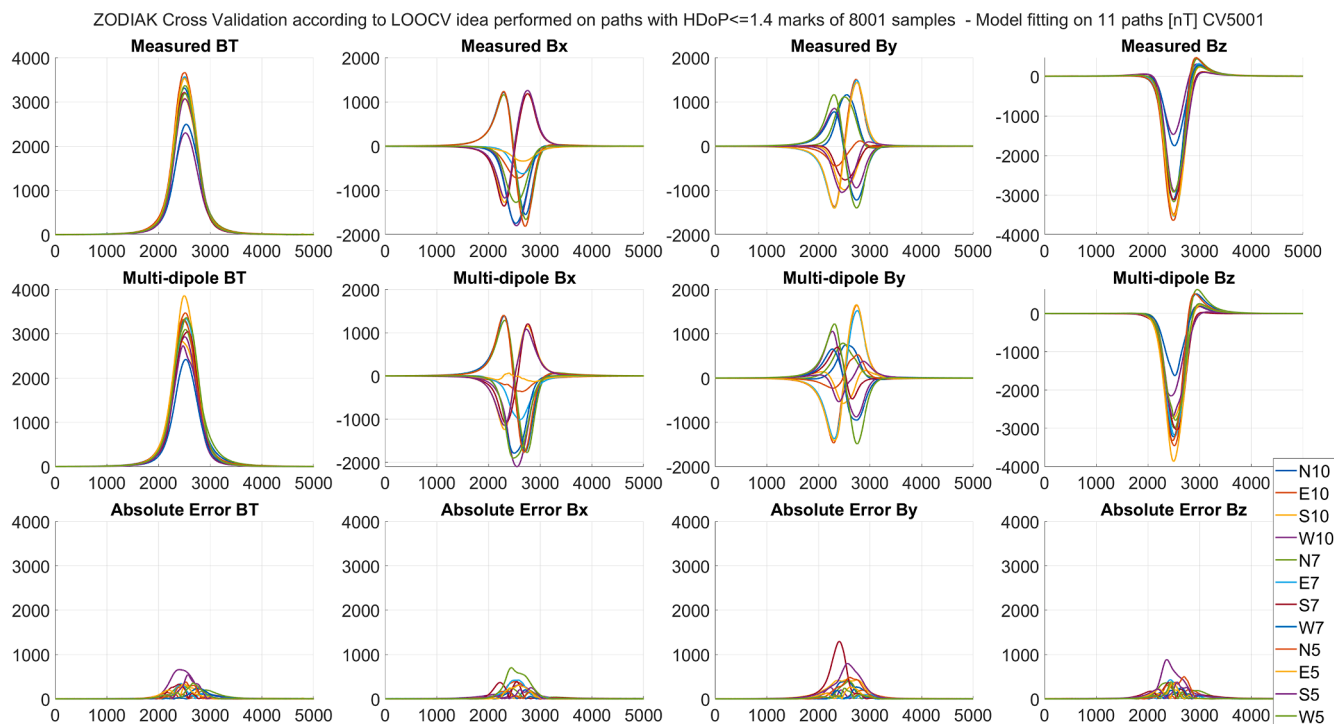 ZODIAK Cross Validation according to LOOCV idea performed on paths with HDoP<=1.4 marks of 8001 samples - Model fitting on 11 paths [nT] CV5001
Measured BT
Measured Bx
Measured By
Measured Bz
4000
3000
2000
1000
0
0 1000 2000 3000 4000 5000
2000
1000
0
-1000
-2000
0 1000 2000 3000 4000 5000
2000
1000
0
-1000
-2000
0 1000 2000 3000 4000 5000
0
-1000
-2000
-3000
-4000
0 1000 2000 3000 4000 5000
Multi-dipole BT
Multi-dipole Bx
Multi-dipole By
Multi-dipole Bz
4000
3000
2000
1000
0
0 1000 2000 3000 4000 5000
2000
1000
0
-1000
-2000
0 1000 2000 3000 4000 5000
2000
1000
0
-1000
-2000
0 1000 2000 3000 4000 5000
0
-1000
-2000
-3000
-4000
0 1000 2000 3000 4000 5000
Absolute Error BT
Absolute Error Bx
Absolute Error By
Absolute Error Bz
4000
3000
2000
1000
0
0 1000 2000 3000 4000 5000
4000
3000
2000
1000
0
0 1000 2000 3000 4000 5000
4000
3000
2000
1000
0
0 1000 2000 3000 4000 5000
4000
3000
2000
1000
0
0 1000 2000 3000 4000 5000
N10
E10
S10
W10
N7
E7
S7
W7
N5
E5
S5
W5